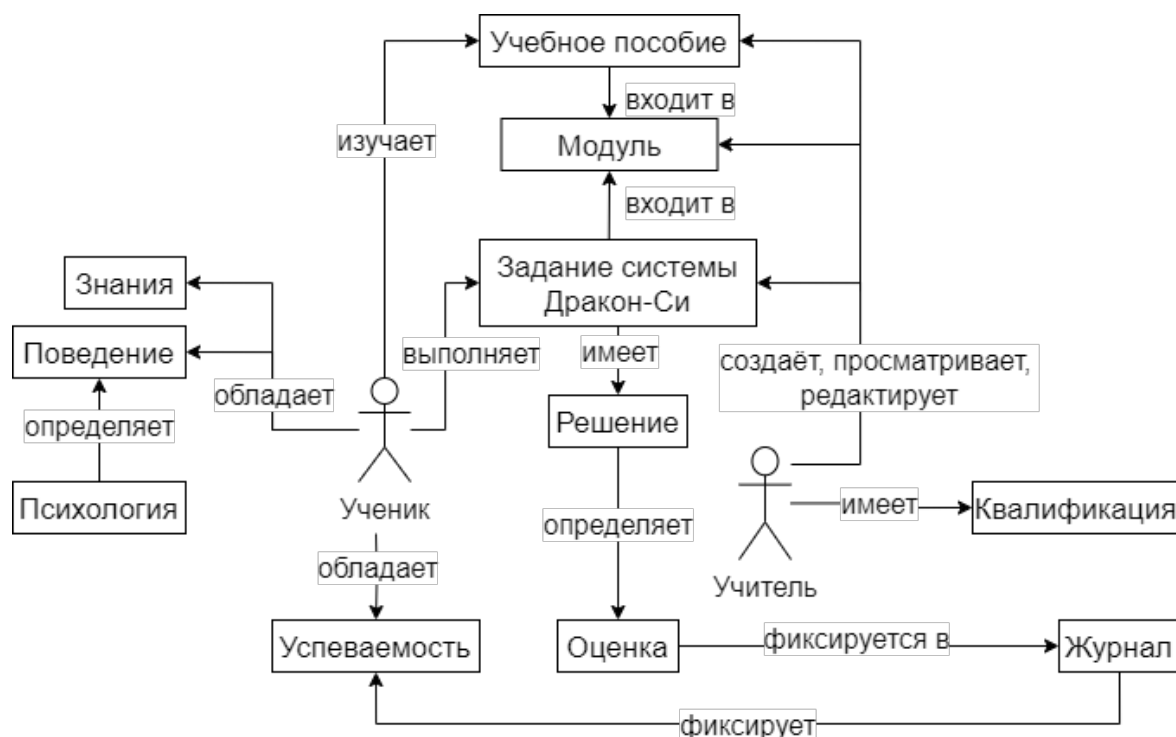 Учебное пособие
входит в
изучает
Модуль
входит в
Знания
Задание системы
Дракон-Си
Поведение
выполняет
имеет
создаёт, просматривает,
редактирует
обладает
определяет
Решение
Психология
Ученик
имеет
Квалификация
определяет
обладает
Учитель
Успеваемость
Оценка
фиксируется в
Журнал
фиксирует